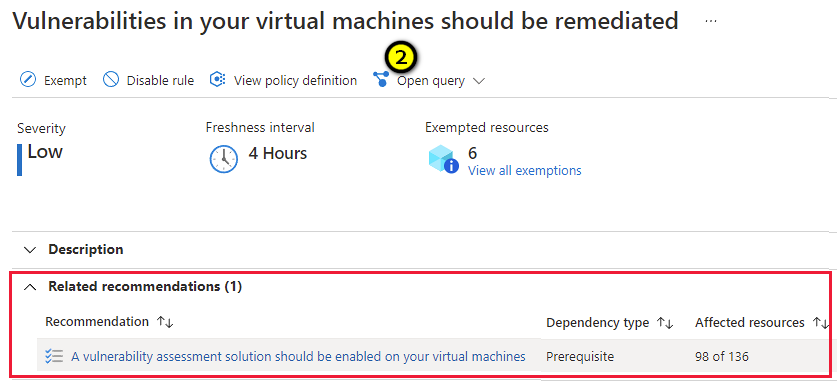 Vulnerabilities in your virtual machines should be remediated ...
2
Exempt Disable rule View policy definition Open query
Severity Freshness interval Exempted resources
Low 4 Hours 6
View all exemptions
Description
Related recommendations (1)
Recommendation ↑↓ Dependency type ↑↓ Affected resources ↑↓
A vulnerability assessment solution should be enabled on your virtual machines Prerequisite 98 of 136